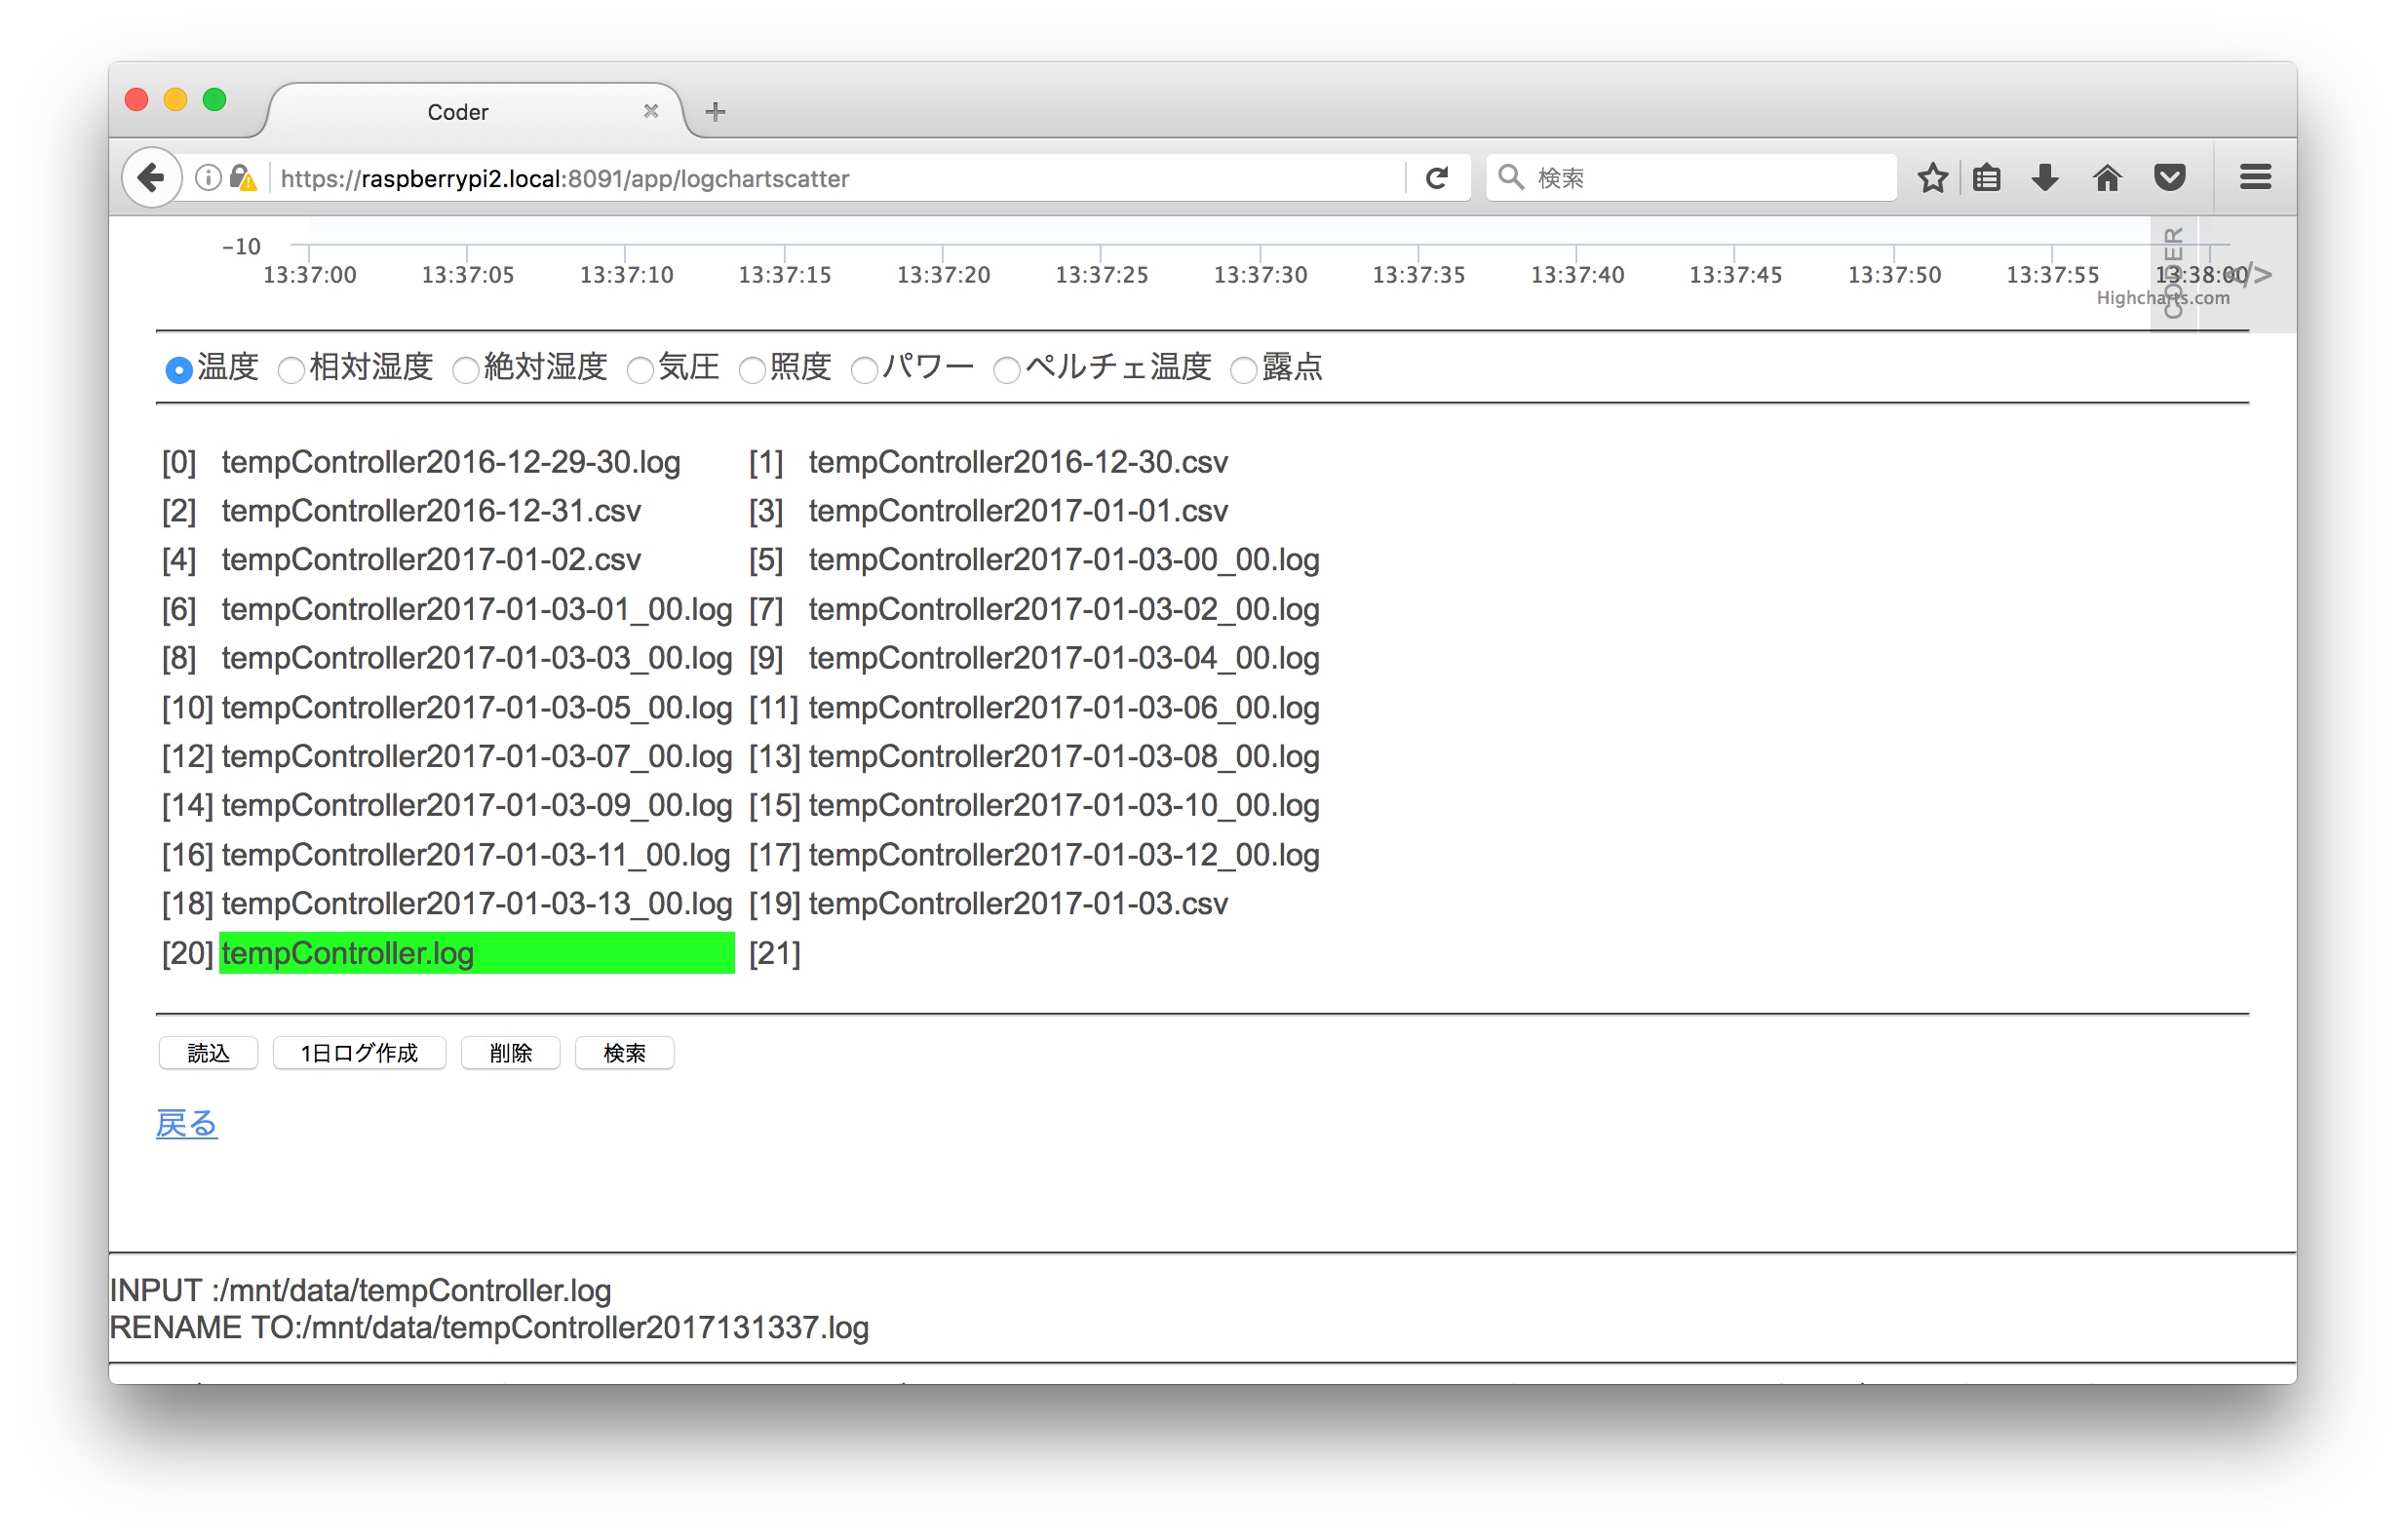 Coder
https://raspberrypi2.local:8091/app/logchartscatter
検索
-10
13:37:00 13:37:05 13:37:10 13:37:15 13:37:20 13:37:25 13:37:30 13:37:35 13:37:40 13:37:45 13:37:50 13:37:55 13:38:00
CODER
</>
Highcharts.com
温度 相対湿度 絶対湿度 気圧 照度 パワー ペルチェ温度 露点
[0] tempController2016-12-29-30.log [1] tempController2016-12-30.csv
[2] tempController2016-12-31.csv [3] tempController2017-01-01.csv
[4] tempController2017-01-02.csv [5] tempController2017-01-03-00_00.log
[6] tempController2017-01-03-01_00.log [7] tempController2017-01-03-02_00.log
[8] tempController2017-01-03-03_00.log [9] tempController2017-01-03-04_00.log
[10] tempController2017-01-03-05_00.log [11] tempController2017-01-03-06_00.log
[12] tempController2017-01-03-07_00.log [13] tempController2017-01-03-08_00.log
[14] tempController2017-01-03-09_00.log [15] tempController2017-01-03-10_00.log
[16] tempController2017-01-03-11_00.log [17] tempController2017-01-03-12_00.log
[18] tempController2017-01-03-13_00.log [19] tempController2017-01-03.csv
[20] tempController.log [21]
読込 1日ログ作成 削除 検索
戻る
INPUT :/mnt/data/tempController.log
RENAME TO:/mnt/data/tempController2017131337.log